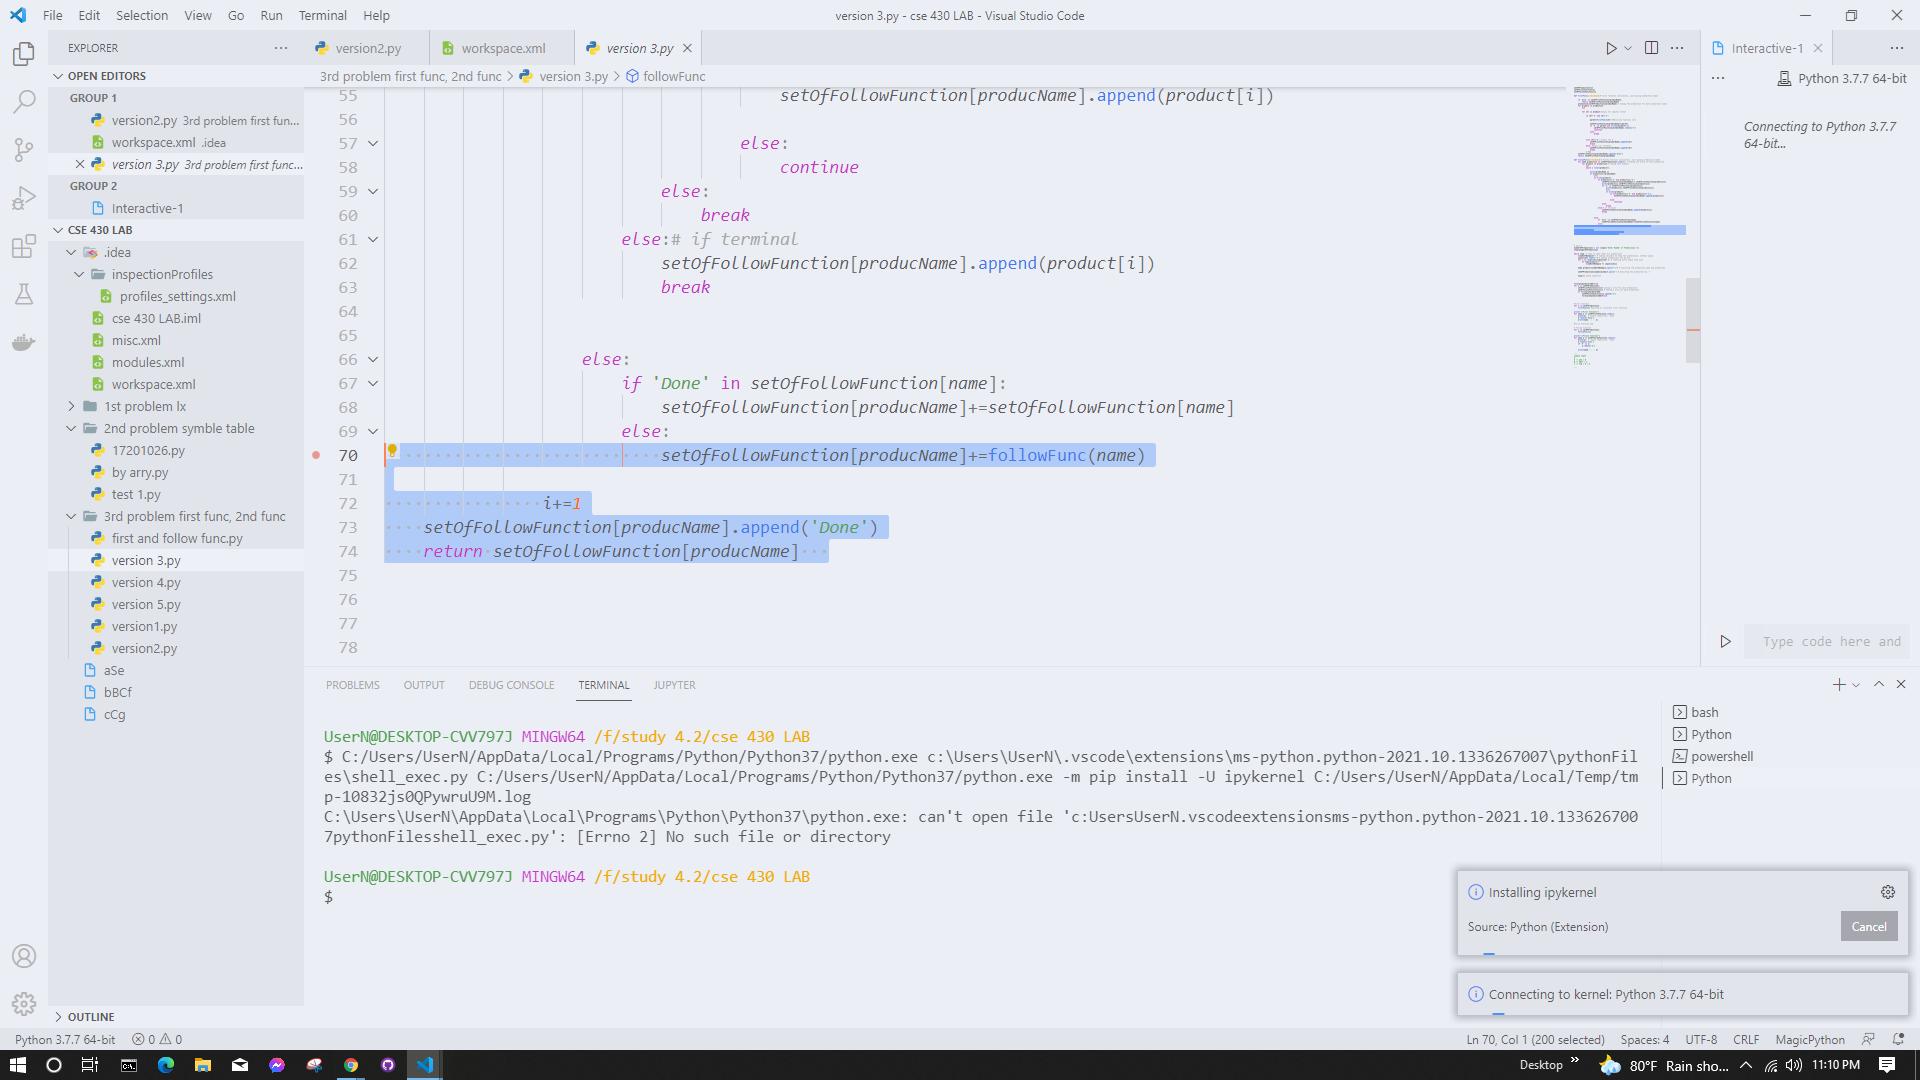 File Edit Selection View Go Run Terminal Help
version 3.py - cse 430 LAB - Visual Studio Code
EXPLORER
OPEN EDITORS
GROUP 1
version2.py 3rd problem first fun...
workspace.xml .idea
version 3.py 3rd problem first func...
GROUP 2
Interactive-1
CSE 430 LAB
.idea
inspectionProfiles
profiles_settings.xml
cse 430 LAB.iml
misc.xml
modules.xml
workspace.xml
1st problem lx
2nd problem symble table
17201026.py
by arry.py
test 1.py
3rd problem first func, 2nd func
first and follow func.py
version 3.py
version 4.py
version 5.py
version1.py
version2.py
aSe
bBCf
cCg
OUTLINE
version2.py workspace.xml version 3.py
3rd problem first func, 2nd func > version 3.py > followFunc
55 setOfFollowFunction[producName].append(product[i])
56
57 else:
58 continue
59 else:
60 break
61 else:# if terminal
62 setOfFollowFunction[producName].append(product[i])
63 break
64
65
66 else:
67 if 'Done' in setOfFollowFunction[name]:
68 setOfFollowFunction[producName]+=setOfFollowFunction[name]
69 else:
70 setOfFollowFunction[producName]+=followFunc(name)
71
72 i+=1
73 setOfFollowFunction[producName].append('Done')
74 return setOfFollowFunction[producName]
75
76
77
78
Interactive-1
Python 3.7.7 64-bit
Connecting to Python 3.7.7
64-bit...
Type code here and
PROBLEMS OUTPUT DEBUG CONSOLE TERMINAL JUPYTER
UserN@DESKTOP-CVV797J MINGW64 /f/study 4.2/cse 430 LAB
$ C:/Users/UserN/AppData/Local/Programs/Python/Python37/python.exe c:\Users\UserN\.vscode\extensions\ms-python.python-2021.10.1336267007\pythonFil
es\shell_exec.py C:/Users/UserN/AppData/Local/Programs/Python/Python37/python.exe -m pip install -U ipykernel C:/Users/UserN/AppData/Local/Temp/tm
p-10832js0QPywruU9M.log
C:\Users\UserN\AppData\Local\Programs\Python\Python37\python.exe: can't open file 'c:UsersUserN.vscodeextensionsms-python.python-2021.10.133626700
7pythonFilesshell_exec.py': [Errno 2] No such file or directory
UserN@DESKTOP-CVV797J MINGW64 /f/study 4.2/cse 430 LAB
$
bash
Python
powershell
Python
Installing ipykernel
Source: Python (Extension)
Cancel
Connecting to kernel: Python 3.7.7 64-bit
Python 3.7.7 64-bit 0 0
Ln 70, Col 1 (200 selected) Spaces: 4 UTF-8 CRLF MagicPython
Desktop
80°F Rain sho...
11:10 PM